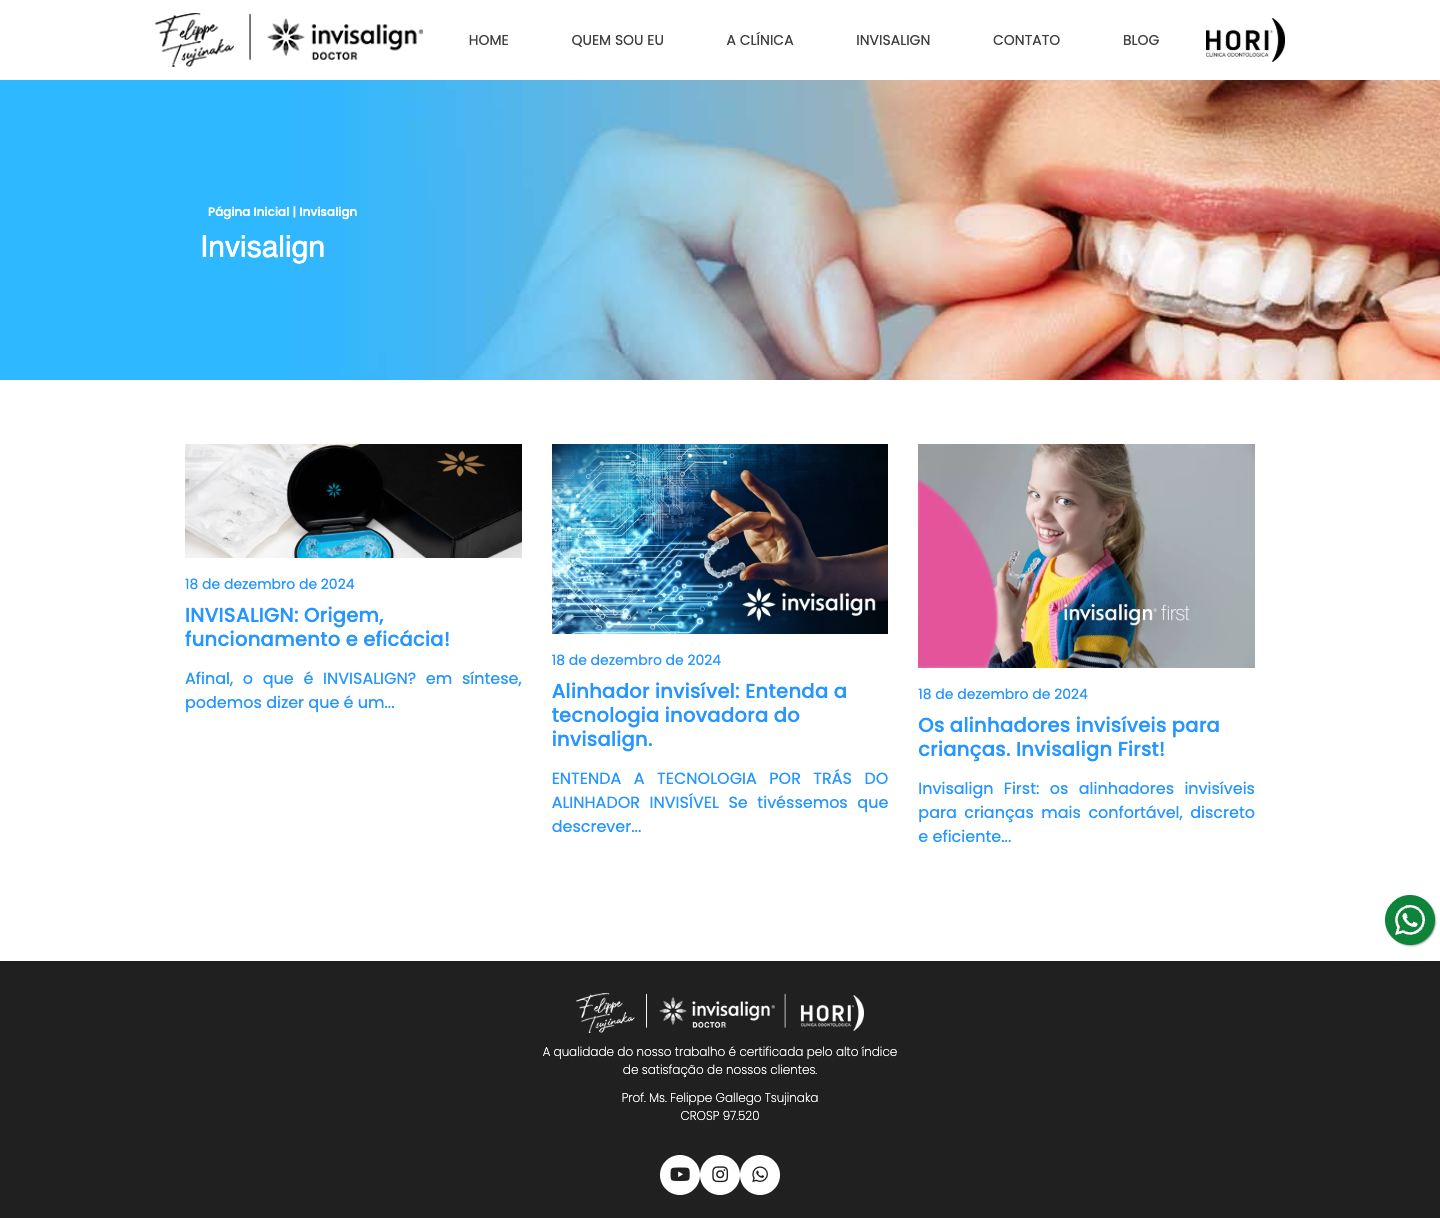 Felippe Tsujinaka
invisalign®
DOCTOR
HOME
QUEM SOU EU
A CLÍNICA
INVISALIGN
CONTATO
BLOG
HORI
CLÍNICA ODONTOLÓGICA
Página Inicial | Invisalign
Invisalign
18 de dezembro de 2024
INVISALIGN: Origem,
funcionamento e eficácia!
Afinal, o que é INVISALIGN? em síntese,
podemos dizer que é um...
invisalign
18 de dezembro de 2024
Alinhador invisível: Entenda a
tecnologia inovadora do
invisalign.
ENTENDA A TECNOLOGIA POR TRÁS DO
ALINHADOR INVISÍVEL Se tivéssemos que
descrever...
invisalign® first
18 de dezembro de 2024
Os alinhadores invisíveis para
crianças. Invisalign First!
Invisalign First: os alinhadores invisíveis
para crianças mais confortável, discreto
e eficiente...
Felippe Tsujinaka
invisalign®
DOCTOR
HORI
CLÍNICA ODONTOLÓGICA
A qualidade do nosso trabalho é certificada pelo alto índice
de satisfação de nossos clientes.
Prof. Ms. Felippe Gallego Tsujinaka
CROSP 97.520